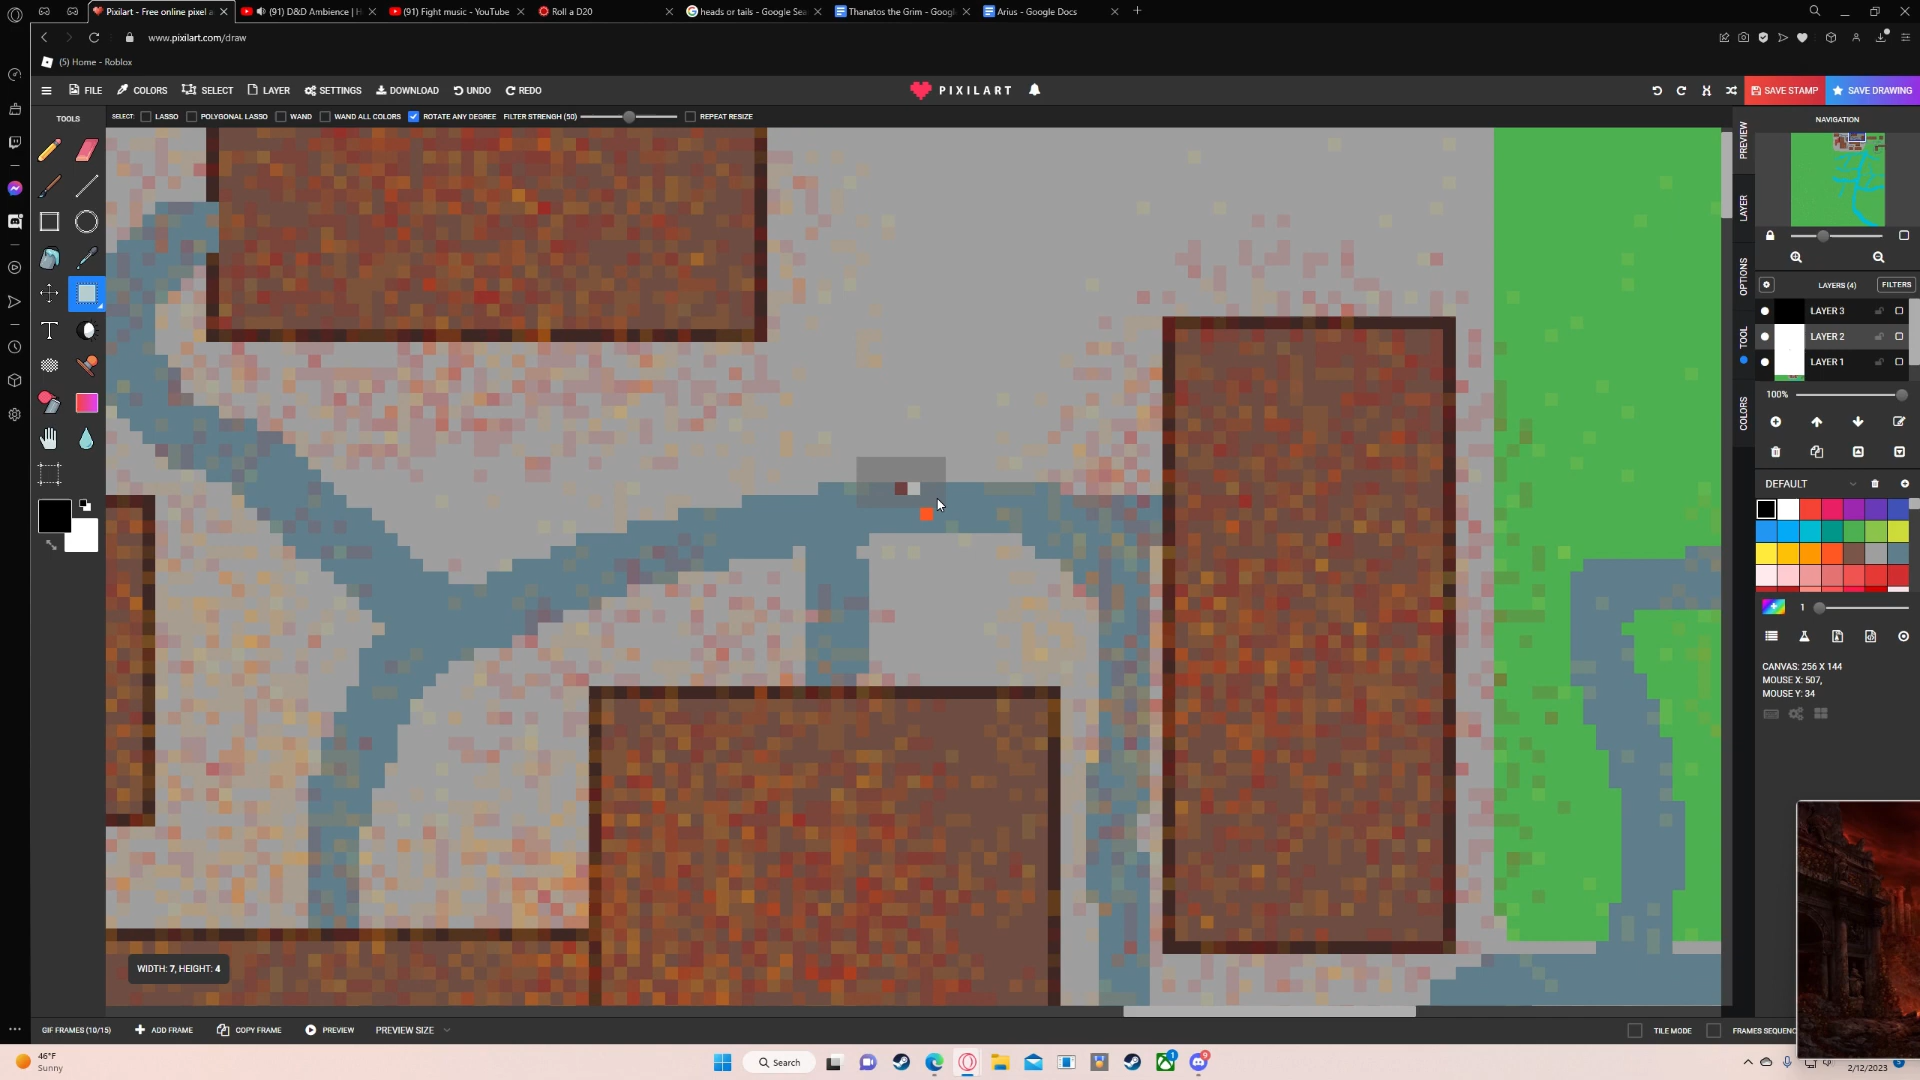 Pixilart - Free online pixel a
(91) D&D Ambience | H
(91) Fight music - YouTube
Roll a D20
heads or tails - Google Sea
Thanatos the Grim - Googl
Arius - Google Docs
www.pixilart.com/draw
(5) Home - Roblox
FILE
COLORS
SELECT
LAYER
SETTINGS
DOWNLOAD
UNDO
REDO
PIXILART
SAVE STAMP
SAVE DRAWING
TOOLS
SELECT:
LASSO
POLYGONAL LASSO
WAND
WAND ALL COLORS
ROTATE ANY DEGREE
FILTER STRENGH (50)
REPEAT RESIZE
NAVIGATION
PREVIEW
LAYER
OPTIONS
TOOL
COLORS
LAYERS (4)
FILTERS
LAYER 3
LAYER 2
LAYER 1
100%
DEFAULT
1
CANVAS: 256 X 144
MOUSE X: 507,
MOUSE Y: 34
WIDTH: 7, HEIGHT: 4
GIF FRAMES (10/15)
ADD FRAME
COPY FRAME
PREVIEW
PREVIEW SIZE
TILE MODE
FRAMES SEQUENC
46°F
Sunny
Search
1
9
2/12/2023